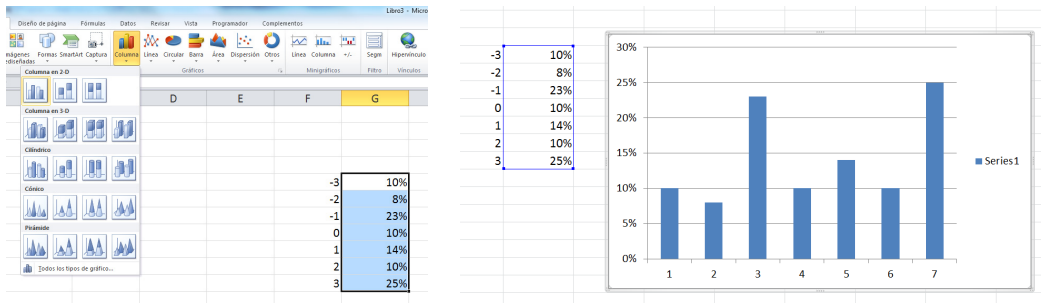 Libro3 - Micro
Diseño de página Fórmulas Datos Revisar Vista Programador Complementos
Imágenes Formas SmartArt Captura Columna Línea Circular Barra Área Dispersión Otros Línea Columna +/- Segm Hipervínculo
ediseñadas
Gráficos Minigráficos Filtro Vínculos
Columna en 2-D
Columna en 3-D
Cilíndrico
Cónico
Pirámide
Todos los tipos de gráfico...
D E F G
-3 10%
-2 8%
-1 23%
0 10%
1 14%
2 10%
3 25%
-3 10%
-2 8%
-1 23%
0 10%
1 14%
2 10%
3 25%
30%
25%
20%
15%
10%
5%
0%
1 2 3 4 5 6 7
Series1